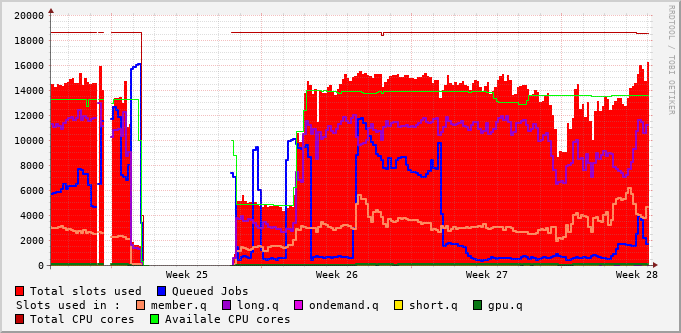 20000
18000
16000
14000
12000
10000
8000
6000
4000
2000
0
Week 25 Week 26 Week 27 Week 28
Total slots used Queued Jobs
Slots used in : member.q long.q ondemand.q short.q gpu.q
Total CPU cores Availale CPU cores
RRDTOOL / TOBI OETIKER